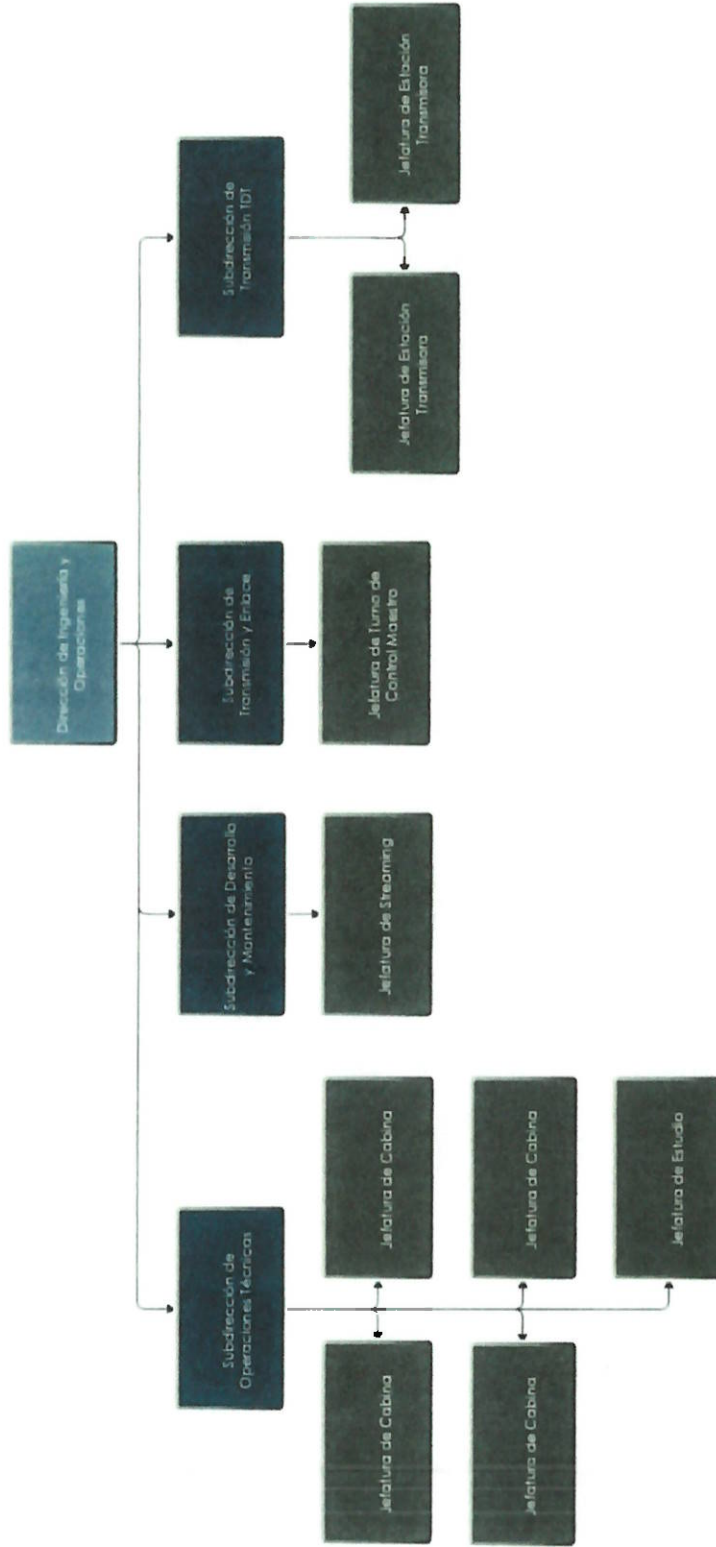 Dirección de Ingeniería y
Operaciones
Subdirección de
Operaciones Técnicas
Subdirección de Desarrollo
y Mantenimiento
Subdirección de
Transmisión y Enlace
Subdirección de
Transmisión TDT
Jefatura de Cabina
Jefatura de Cabina
Jefatura de Streaming
Jefatura de Turno de
Control Maestro
Jefatura de Estación
Transmisora
Jefatura de Estación
Transmisora
Jefatura de Cabina
Jefatura de Cabina
Jefatura de Estudio